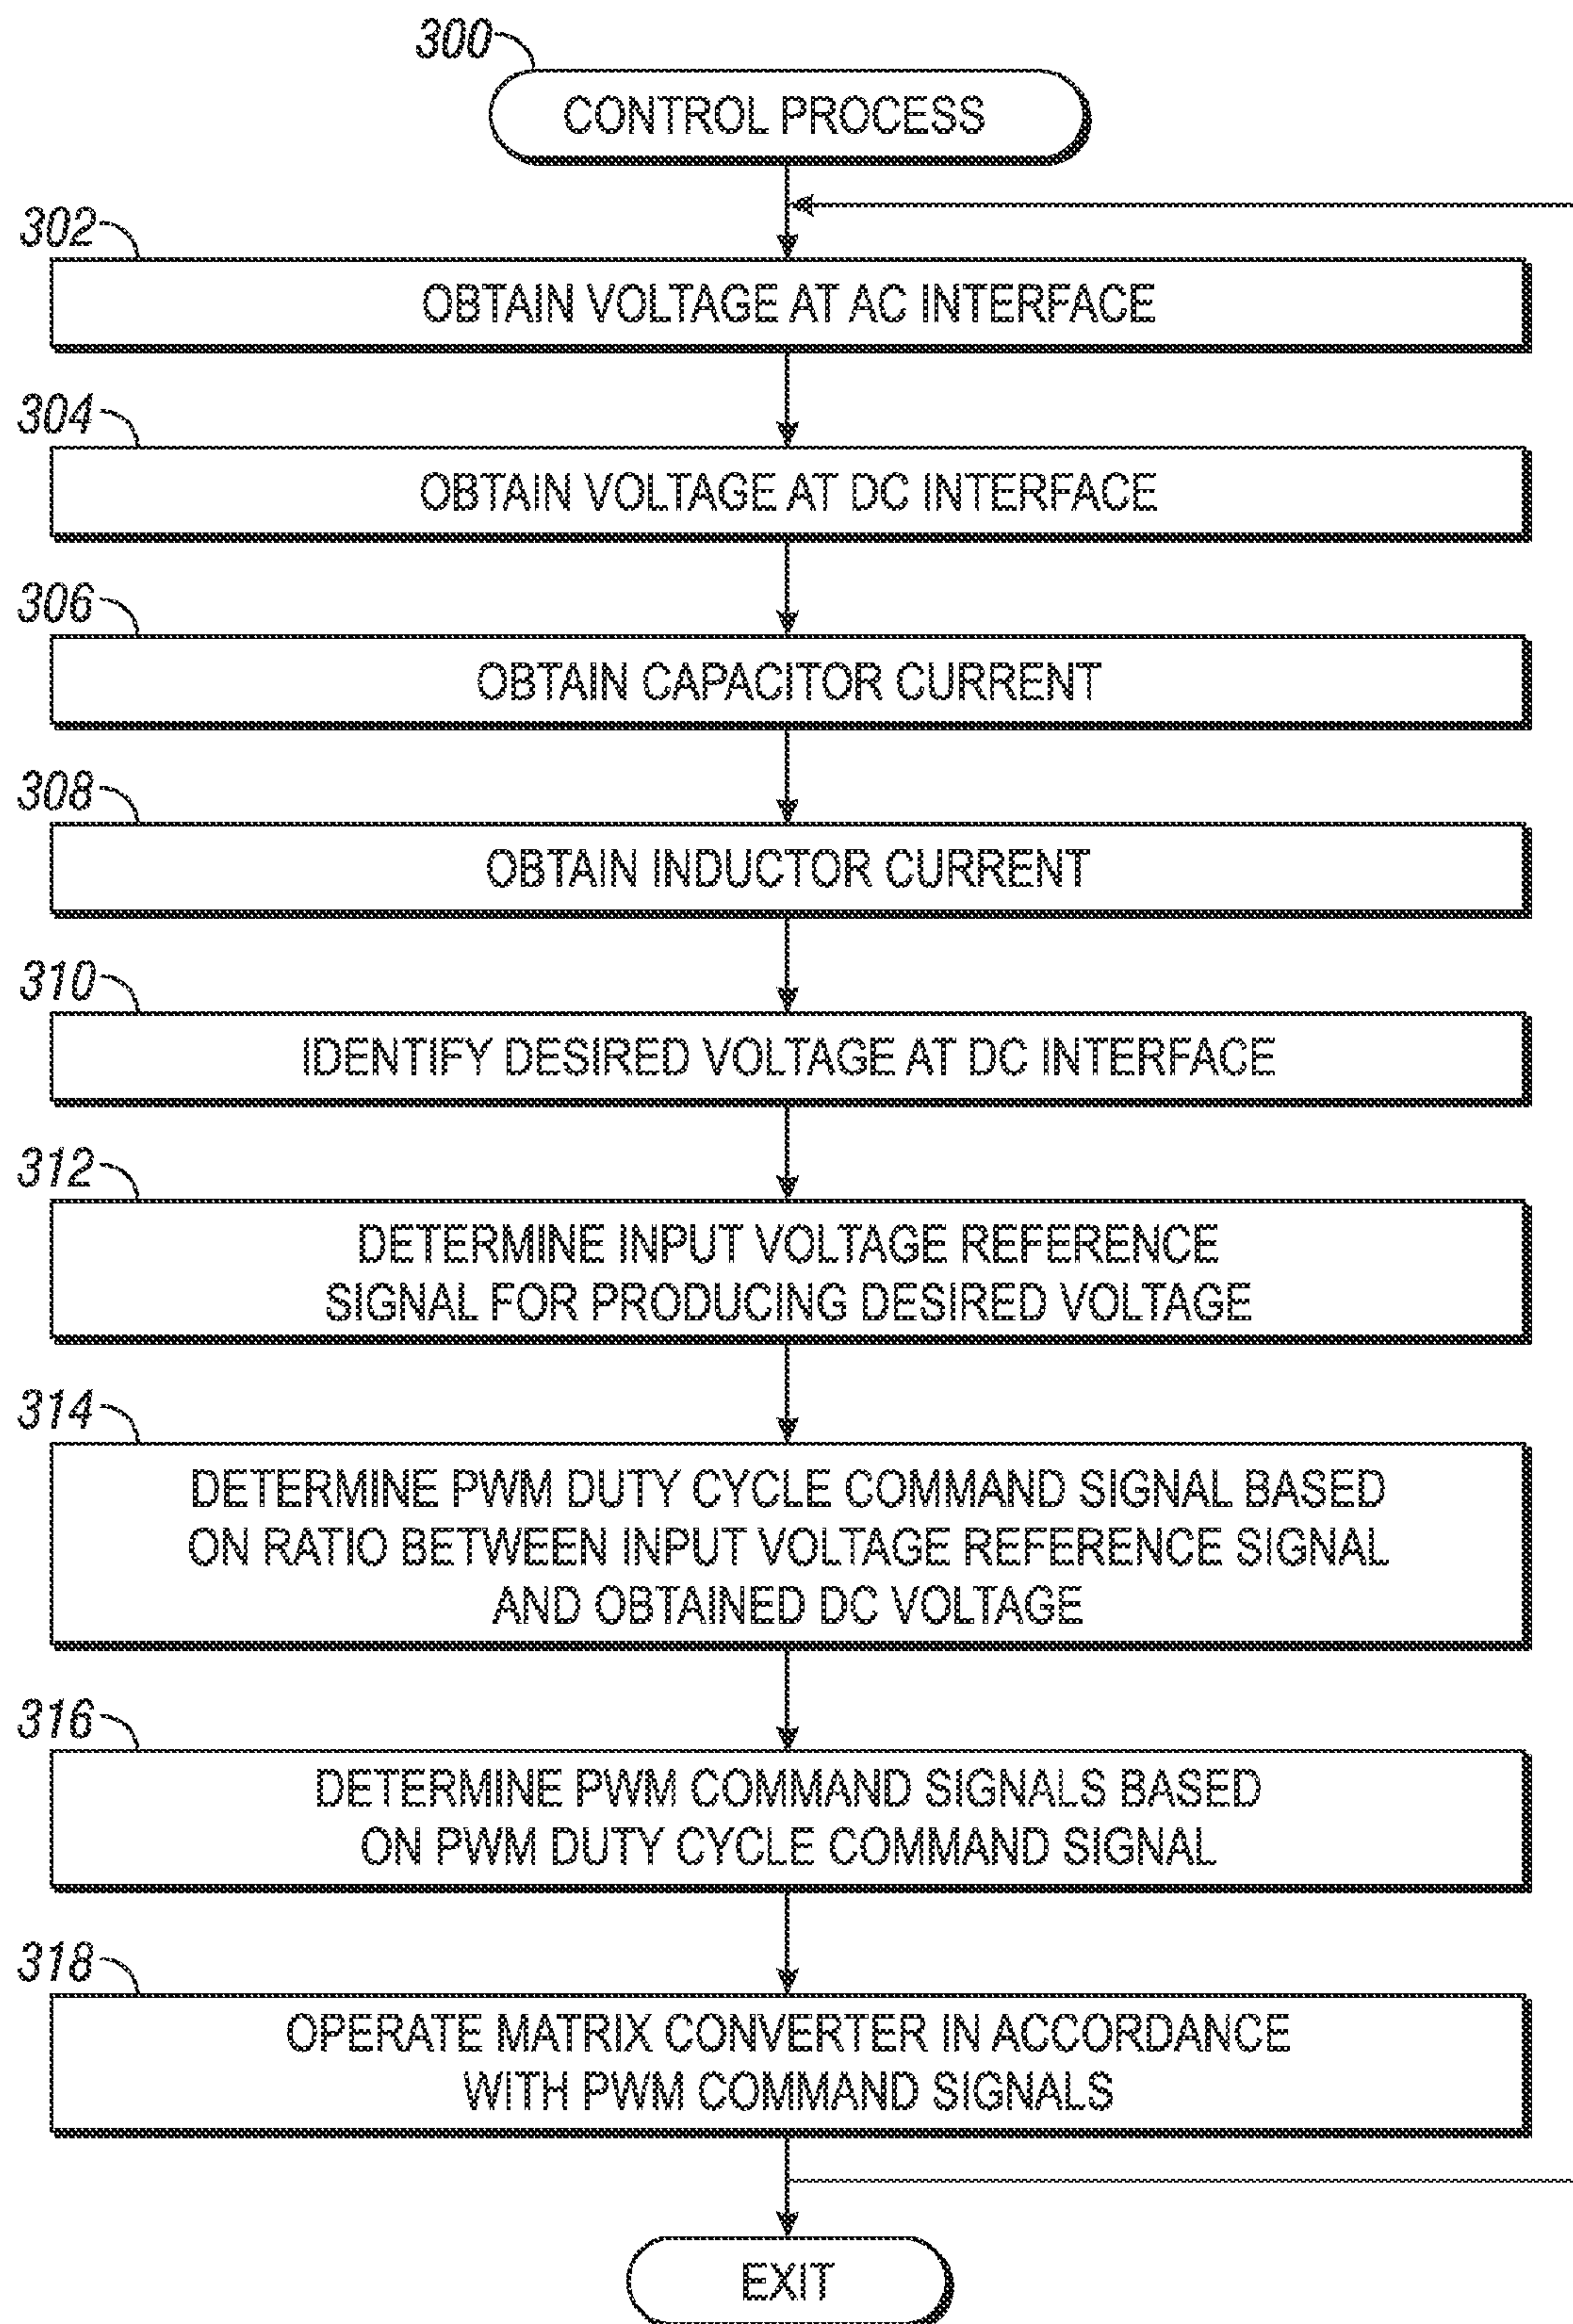 300
CONTROL PROCESS
302
OBTAIN VOLTAGE AT AC INTERFACE
304
OBTAIN VOLTAGE AT DC INTERFACE
306
OBTAIN CAPACITOR CURRENT
308
OBTAIN INDUCTOR CURRENT
310
IDENTIFY DESIRED VOLTAGE AT DC INTERFACE
312
DETERMINE INPUT VOLTAGE REFERENCE
SIGNAL FOR PRODUCING DESIRED VOLTAGE
314
DETERMINE PWM DUTY CYCLE COMMAND SIGNAL BASED
ON RATIO BETWEEN INPUT VOLTAGE REFERENCE SIGNAL
AND OBTAINED DC VOLTAGE
316
DETERMINE PWM COMMAND SIGNALS BASED
ON PWM DUTY CYCLE COMMAND SIGNAL
318
OPERATE MATRIX CONVERTER IN ACCORDANCE
WITH PWM COMMAND SIGNALS
EXIT